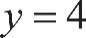 y = 4